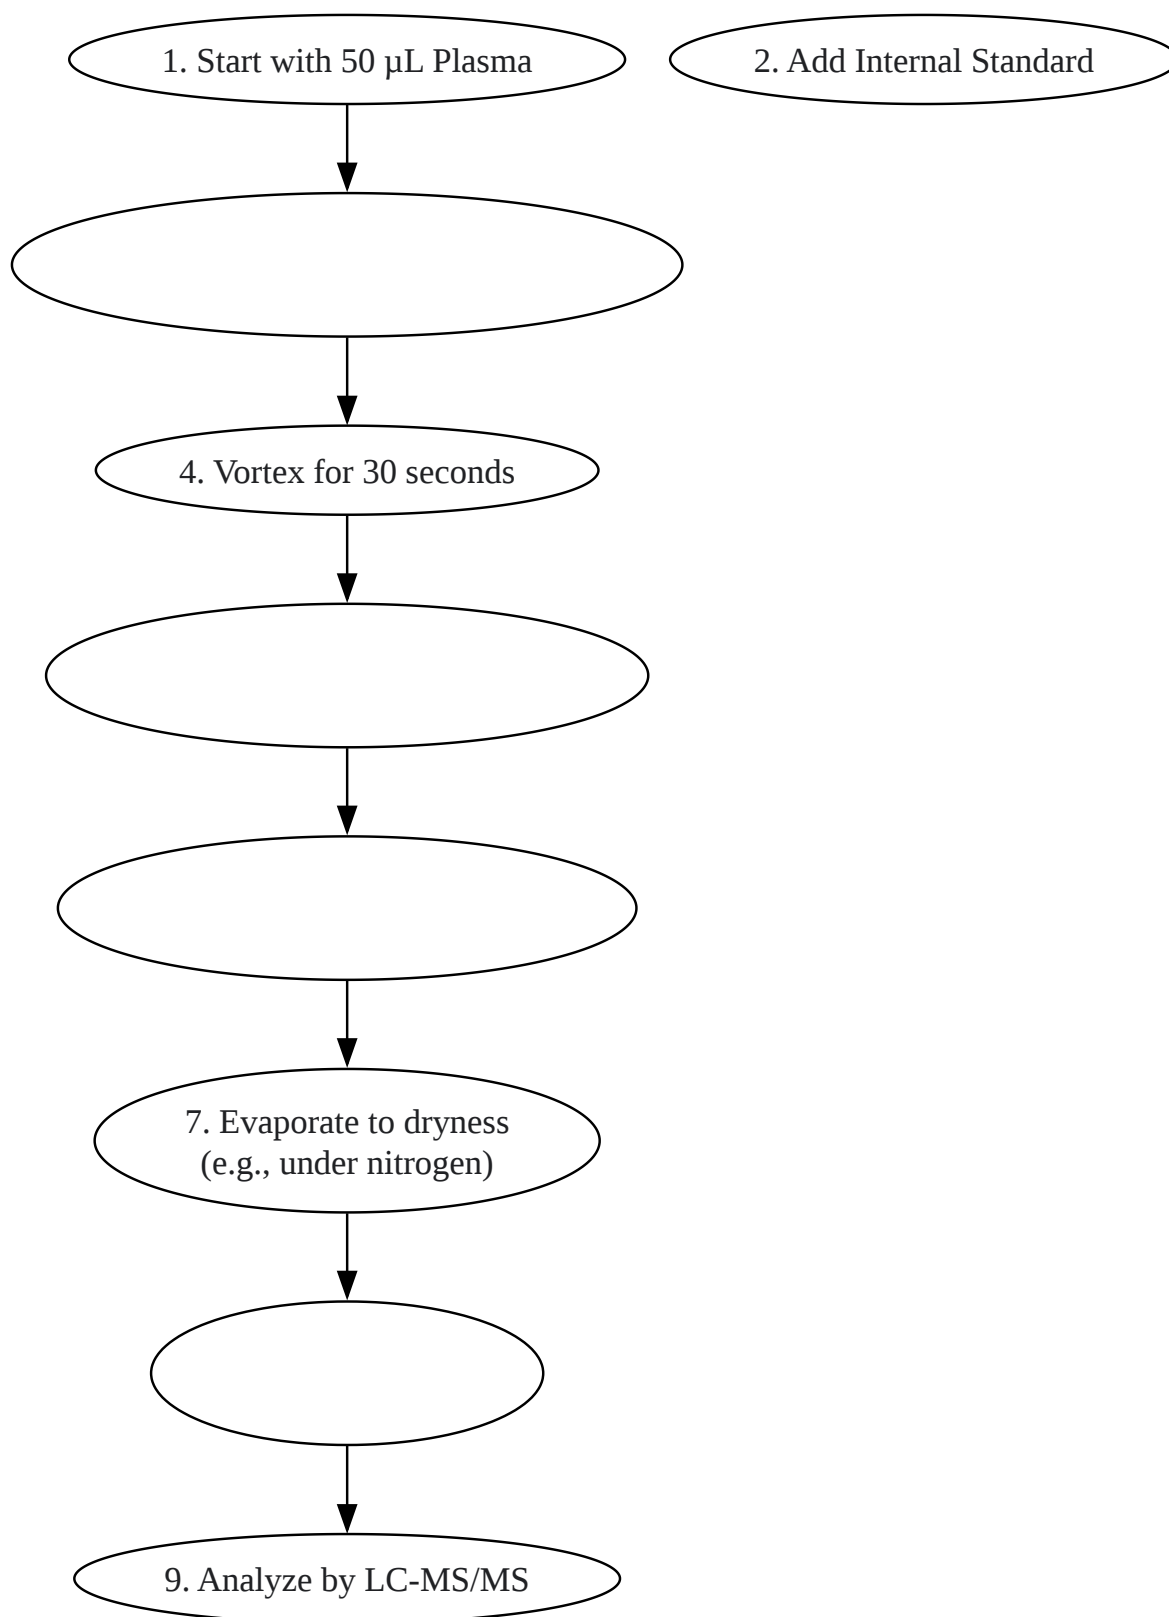 1. Start with 50 µL Plasma
2. Add Internal Standard
4. Vortex for 30 seconds
7. Evaporate to dryness
(e.g., under nitrogen)
9. Analyze by LC-MS/MS